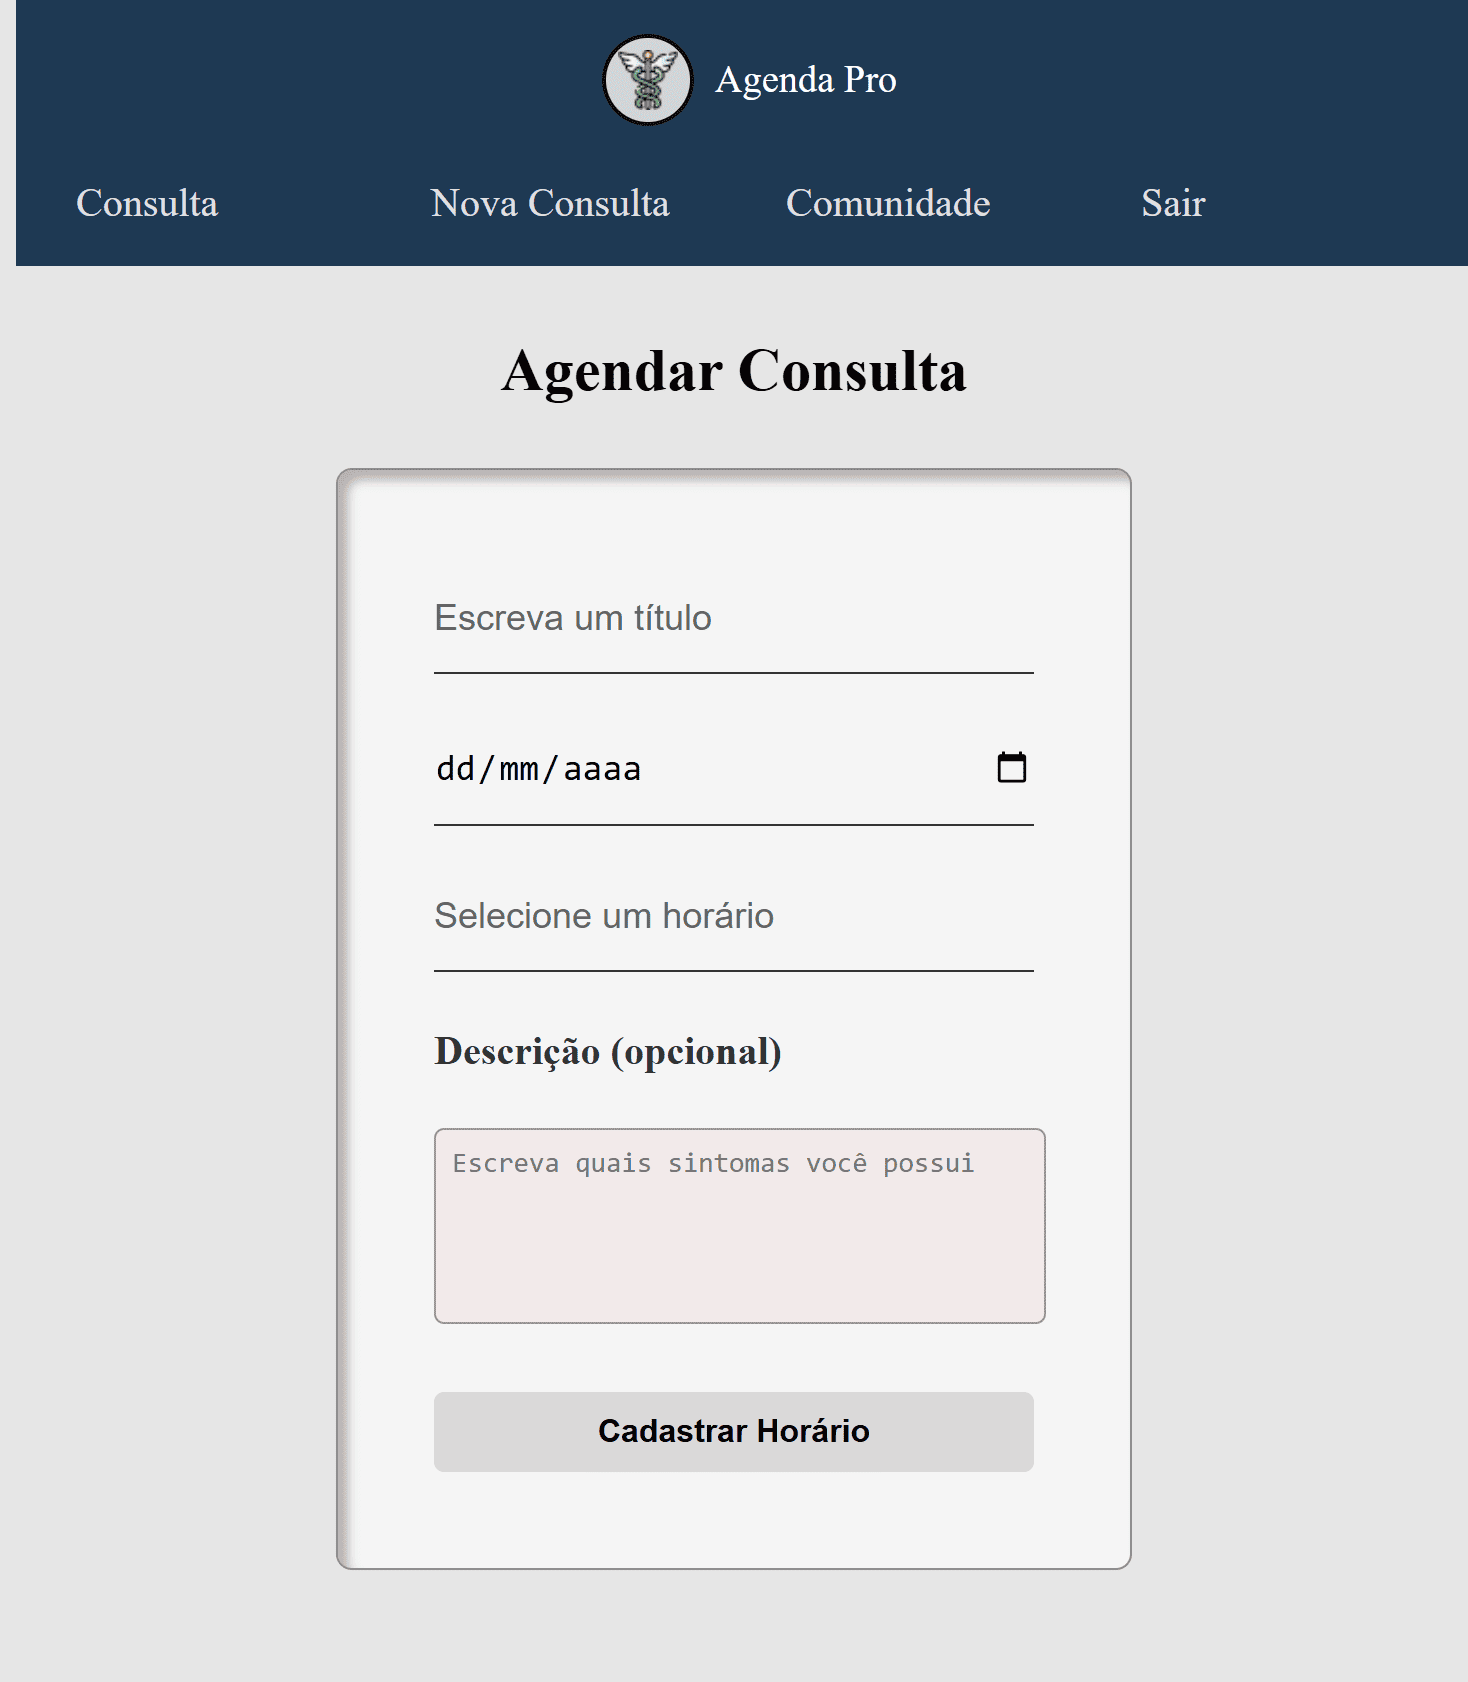 Agenda Pro
Consulta Nova Consulta Comunidade Sair
Agendar Consulta
Escreva um título
dd/mm/aaaa
Selecione um horário
Descrição (opcional)
Escreva quais sintomas você possui
Cadastrar Horário